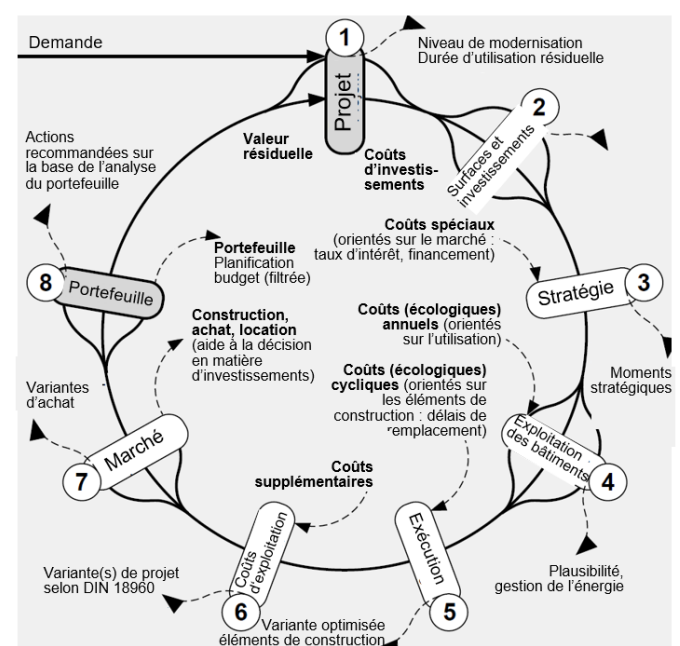 Demande
1
Projet
Niveau de modernisation
Durée d'utilisation résiduelle
2
Surfaces et
investissements
Actions
recommandées sur
la base de l'analyse
du portefeuille
Valeur
résiduelle
Coûts
d'investis-
sements
Coûts spéciaux
(orientés sur le marché :
taux d'intérêt, financement)
3
Stratégie
Moments
stratégiques
8
Portefeuille
Portefeuille
Planification
budget (filtrée)
Construction,
achat, location
(aide à la décision
en matière
d'investissements)
Coûts (écologiques)
annuels (orientés
sur l'utilisation)
Coûts (écologiques)
cycliques (orientés sur
les éléments de
construction : délais de
remplacement)
Variantes
d'achat
7
Marché
Exploitation
des bâtiments
4
Coûts
supplémentaires
Plausibilité,
gestion de l'énergie
Coûts
d'exploitation
6
Exécution
5
Variante(s) de projet
selon DIN 18960
Variante optimisée
éléments de construction